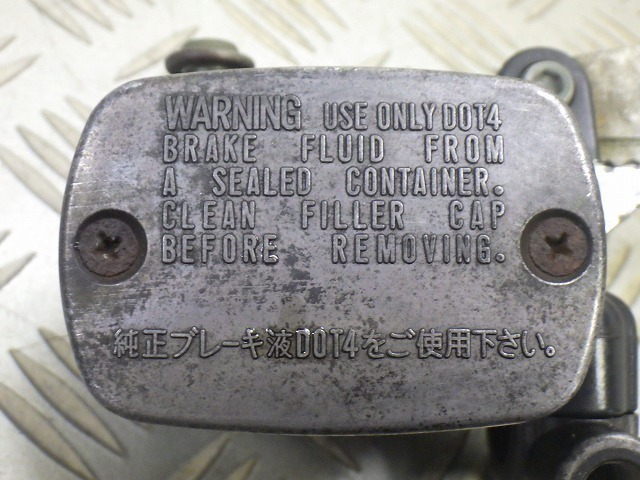 WARNING USE ONLY DOT4
BRAKE FLUID FROM
A SEALED CONTAINER.
CLEAN FILLER CAP
BEFORE REMOVING.
純正ブレーキ液DOT4をご使用下さい。